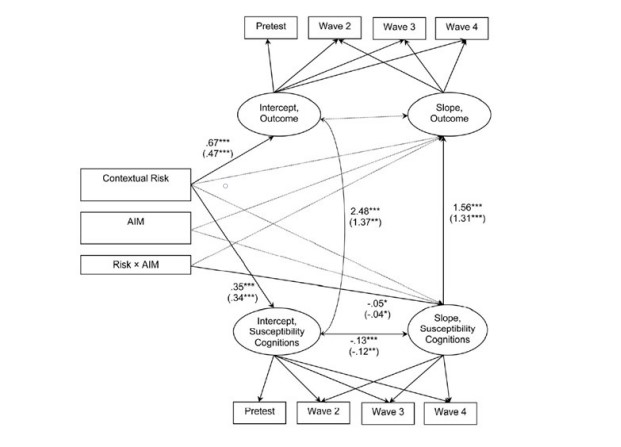 Pretest
Wave 2
Wave 3
Wave 4
Intercept,
Outcome
Slope,
Outcome
.67***
(.47***)
Contextual Risk
AIM
Risk × AIM
2.48***
(1.37**)
1.56***
(1.31***)
.35***
(.34***)
-.05*
(-.04*)
Intercept,
Susceptibility
Cognitions
Slope,
Susceptibility
Cognitions
-.13***
(-.12**)
Pretest
Wave 2
Wave 3
Wave 4